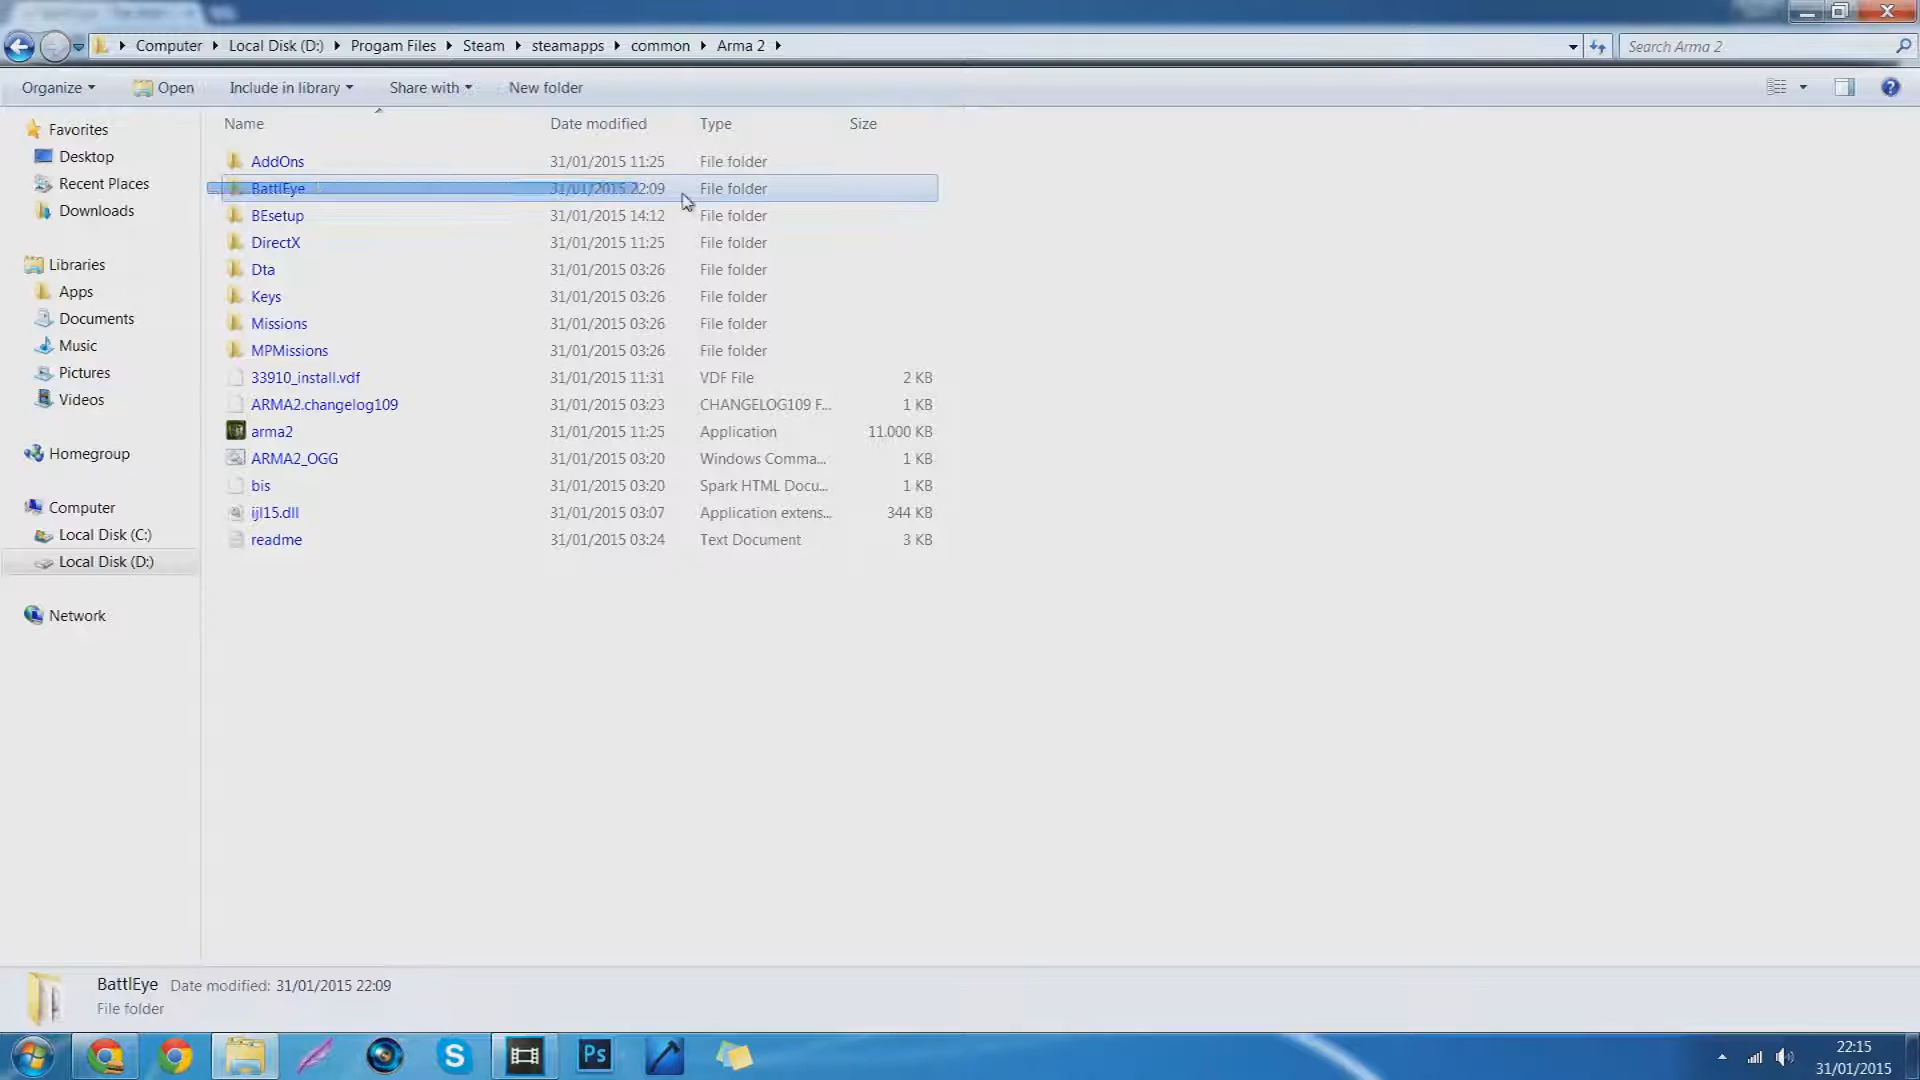 Computer Local Disk (D:) Progam Files Steam steamapps common Arma 2 Search Arma 2
Organize Open Include in library Share with New folder
Name Date modified Type Size
Favorites
Desktop
Recent Places
Downloads
Libraries
Apps
Documents
Music
Pictures
Videos
Homegroup
Computer
Local Disk (C:)
Local Disk (D:)
Network
AddOns 31/01/2015 11:25 File folder
BattlEye 31/01/2015 22:09 File folder
BEsetup 31/01/2015 14:12 File folder
DirectX 31/01/2015 11:25 File folder
Dta 31/01/2015 03:26 File folder
Keys 31/01/2015 03:26 File folder
Missions 31/01/2015 03:26 File folder
MPMissions 31/01/2015 03:26 File folder
33910_install.vdf 31/01/2015 11:31 VDF File 2 KB
ARMA2.changelog109 31/01/2015 03:23 CHANGELOG109 F... 1 KB
arma2 31/01/2015 11:25 Application 11.000 KB
ARMA2_OGG 31/01/2015 03:20 Windows Comma... 1 KB
bis 31/01/2015 03:20 Spark HTML Docu... 1 KB
ijl15.dll 31/01/2015 03:07 Application extens... 344 KB
readme 31/01/2015 03:24 Text Document 3 KB
BattlEye Date modified: 31/01/2015 22:09
File folder
S
Ps
22:15
31/01/2015